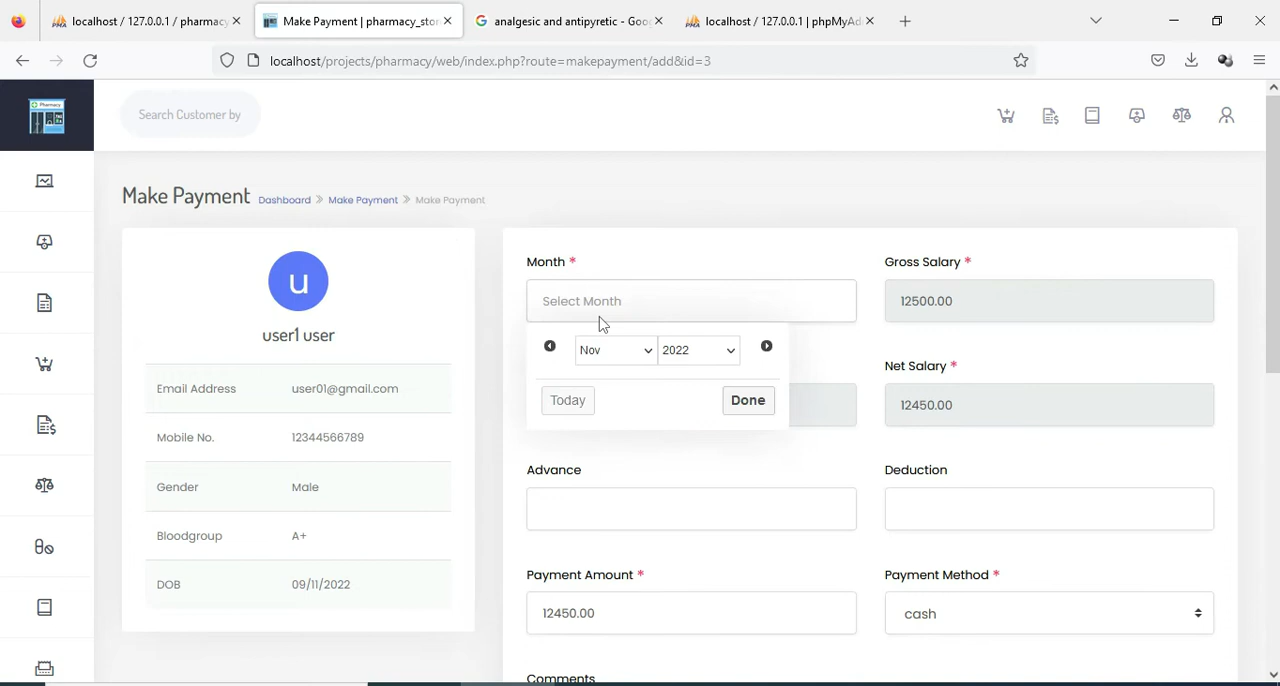 localhost / 127.0.0.1 / pharmacy
Make Payment | pharmacy_stor
analgesic and antipyretic - Goo
localhost / 127.0.0.1 | phpMyAd
localhost/projects/pharmacy/web/index.php?route=makepayment/add&id=3
Pharmacy
Search Customer by
Make Payment
Dashboard » Make Payment » Make Payment
u
user1 user
Email Address user01@gmail.com
Mobile No. 12344566789
Gender Male
Bloodgroup A+
DOB 09/11/2022
Month *
Select Month
Nov 2022
Today Done
Gross Salary *
12500.00
Net Salary *
12450.00
Advance
Deduction
Payment Amount *
12450.00
Payment Method *
cash
Comments